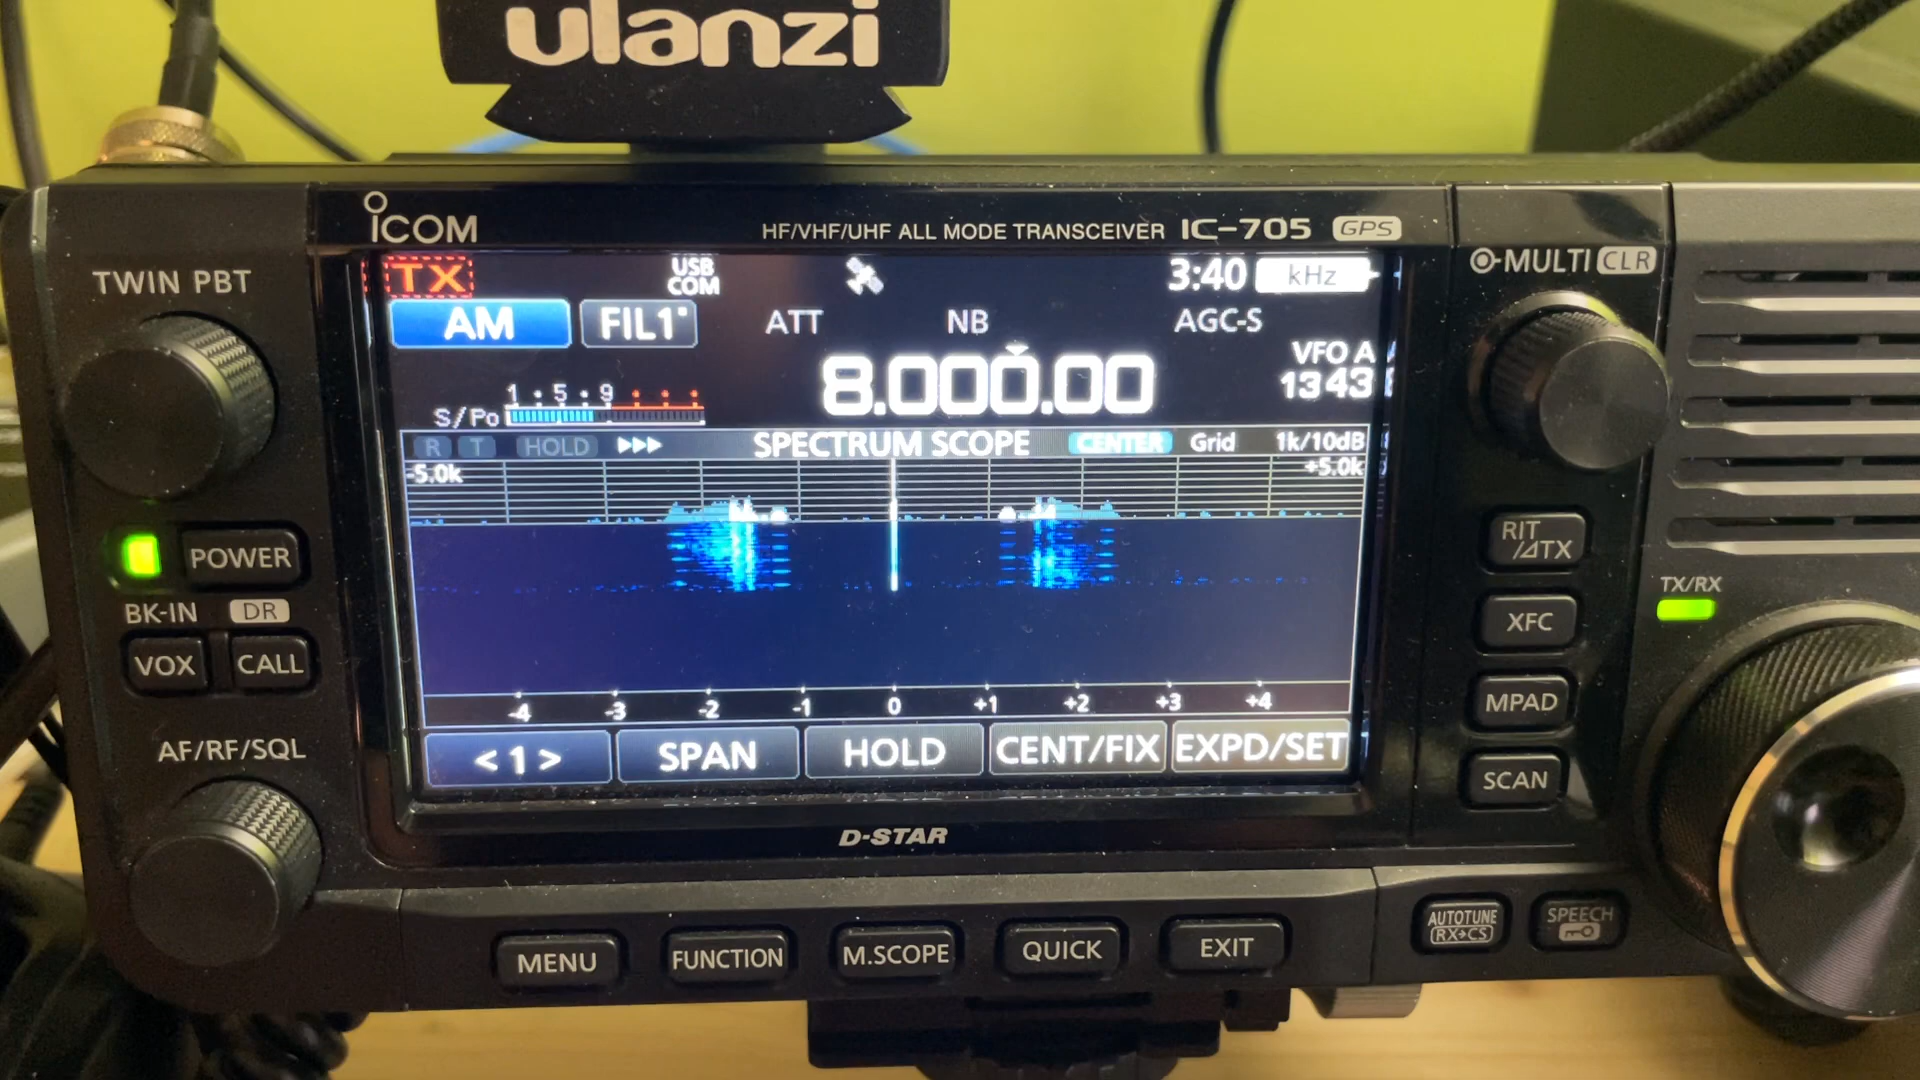 ulanzi
ICOM
HF/VHF/UHF ALL MODE TRANSCEIVER IC-705 GPS
TWIN PBT
MULTI CLR
TX
USB
COM
3:40 kHz
AM FIL1 ATT NB AGC-S
VFO A
8.000.00
1343
1 5 9
S/Po
R T HOLD SPECTRUM SCOPE CENTER Grid 1k/10dB
-5.0k +5.0k
-4 -3 -2 -1 0 +1 +2 +3 +4
<1> SPAN HOLD CENT/FIX EXPD/SET
POWER
BK-IN DR
VOX CALL
AF/RF/SQL
RIT
/⊿TX
XFC
MPAD
SCAN
TX/RX
D-STAR
MENU FUNCTION M.SCOPE QUICK EXIT
AUTOTUNE
RX→CS
SPEECH